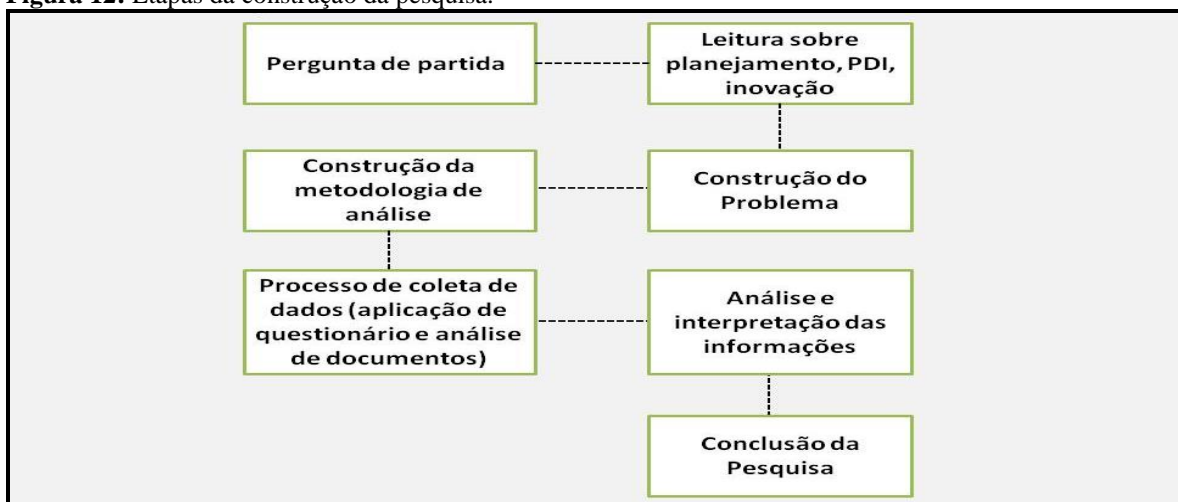 Figura 12: Etapas da construção da pesquisa.
Pergunta de partida
Leitura sobre
planejamento, PDI,
inovação
Construção da
metodologia de
análise
Construção do
Problema
Processo de coleta de
dados (aplicação de
questionário e análise
de documentos)
Análise e
interpretação das
informações
Conclusão da
Pesquisa